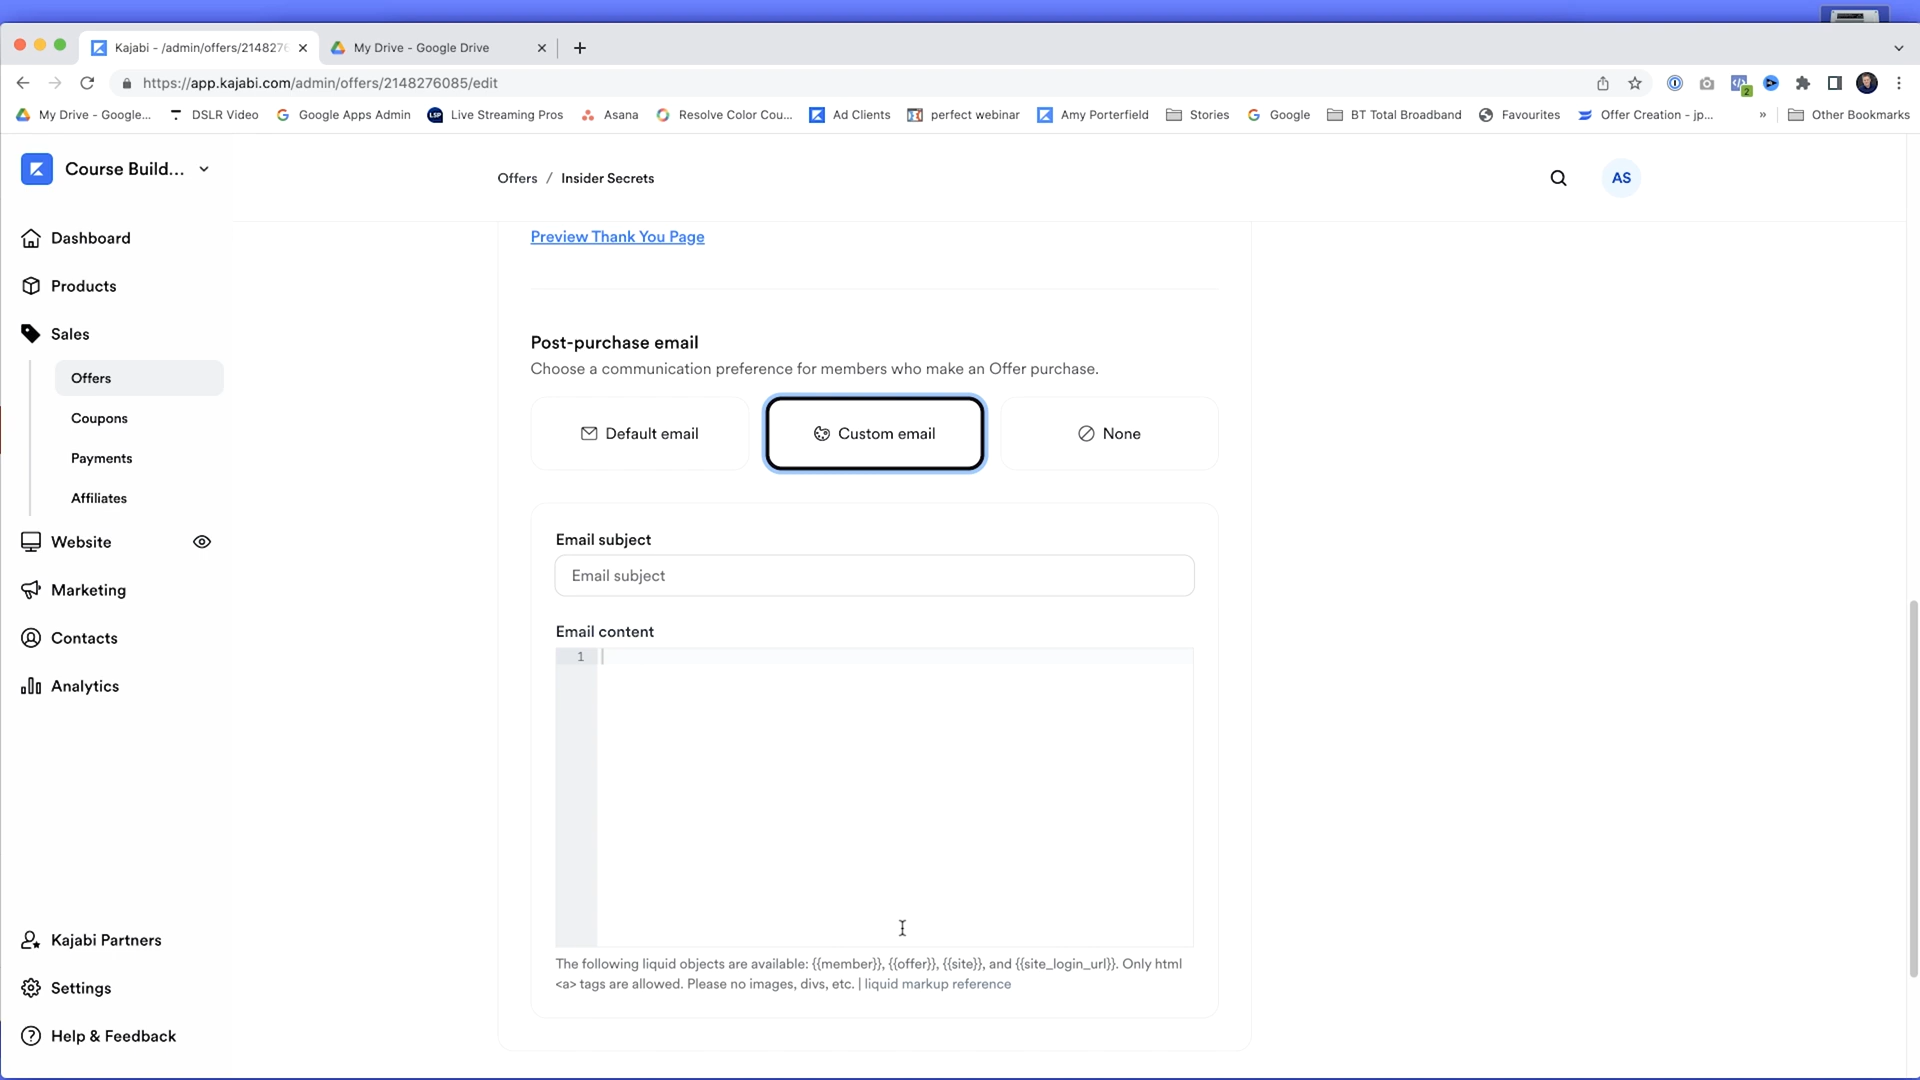 Kajabi - /admin/offers/2148276
My Drive - Google Drive
https://app.kajabi.com/admin/offers/2148276085/edit
2
My Drive - Google...
DSLR Video
Google Apps Admin
LSP
Live Streaming Pros
Asana
Resolve Color Cou...
Ad Clients
perfect webinar
Amy Porterfield
Stories
Google
BT Total Broadband
Favourites
Offer Creation - jp...
»
Other Bookmarks
Course Build...
Offers / Insider Secrets
AS
Dashboard
Products
Sales
Offers
Coupons
Payments
Affiliates
Website
Marketing
Contacts
Analytics
Kajabi Partners
Settings
Help & Feedback
Preview Thank You Page
Post-purchase email
Choose a communication preference for members who make an Offer purchase.
Default email
Custom email
None
Email subject
Email subject
Email content
1
The following liquid objects are available: {{member}}, {{offer}}, {{site}}, and {{site_login_url}}. Only html
<a> tags are allowed. Please no images, divs, etc. | liquid markup reference